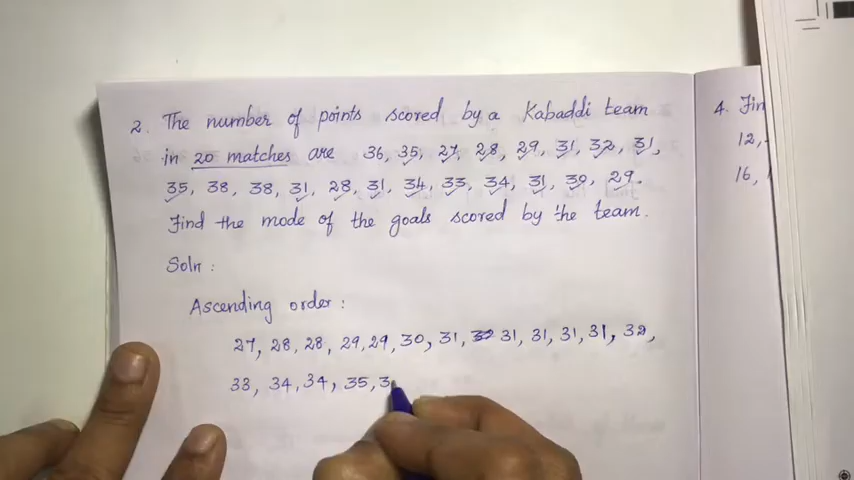 2. The number of points scored by a Kabaddi team
in 20 matches are 36, 35, 27, 28, 29, 31, 32, 31,
35, 38, 38, 31, 28, 31, 34, 33, 34, 31, 30, 29.
Find the mode of the goals scored by the team.
Soln :
Ascending order :
27, 28, 28, 29, 29, 30, 31, 31, 31, 31, 31, 32,
33, 34, 34, 35, 3
4. Fin
12,
16,